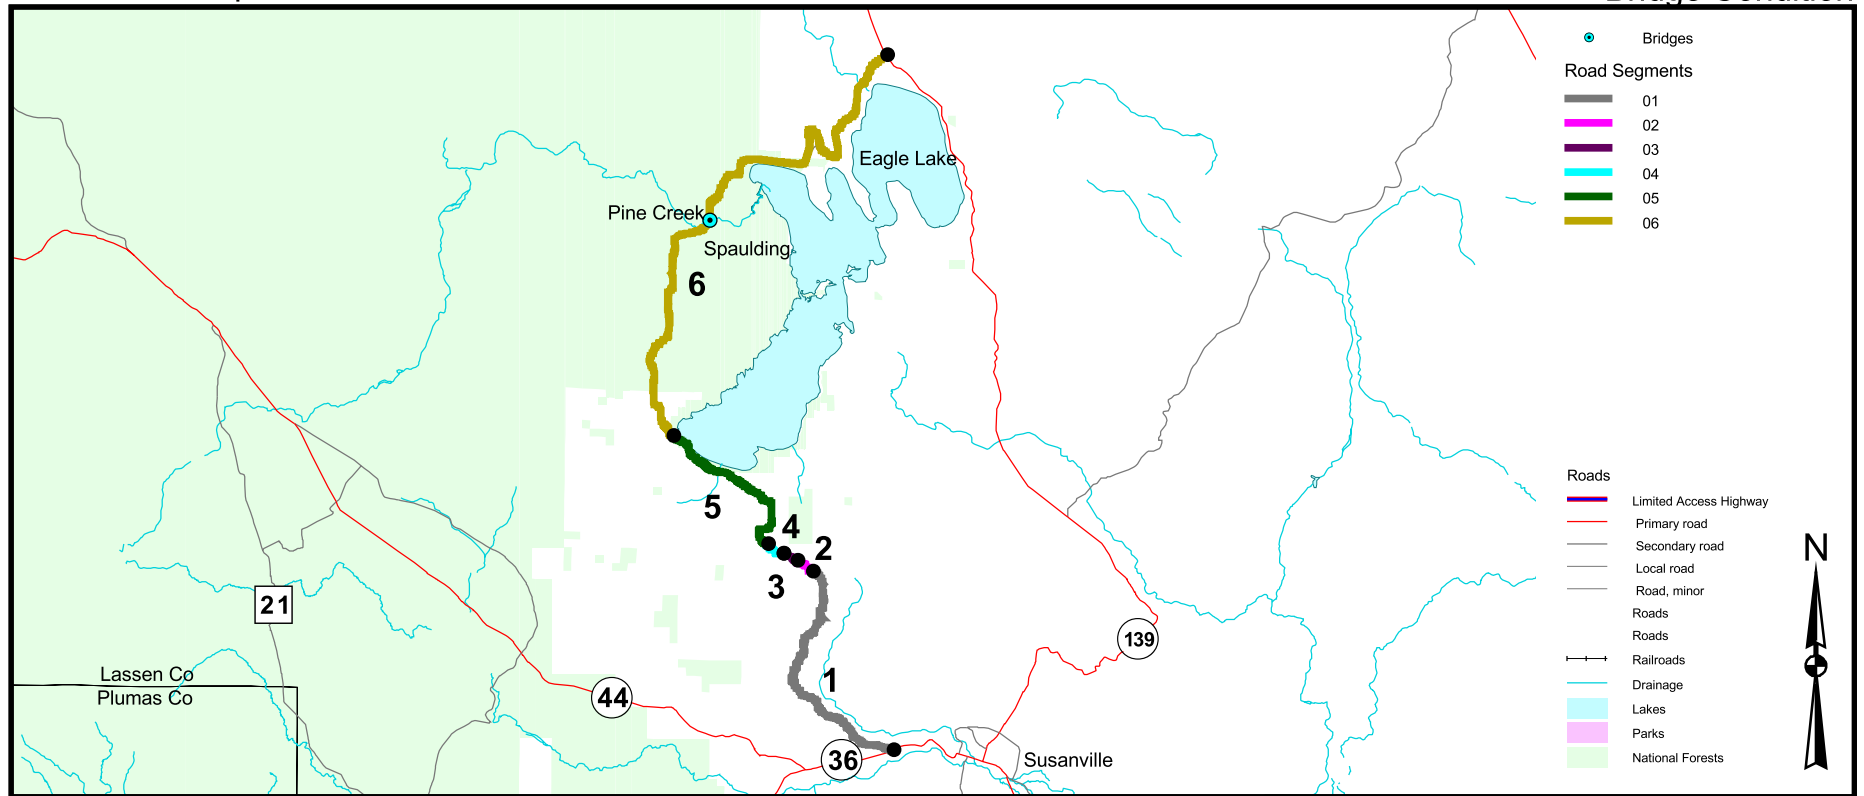 Bridges
Road Segments
01
02
03
04
05
06
Eagle Lake
Pine Creek
Spaulding
6
5
4
2
3
1
21
Lassen Co
Plumas Co
44
36
139
Susanville
Roads
Limited Access Highway
Primary road
Secondary road
Local road
Road, minor
Roads
Roads
Railroads
Drainage
Lakes
Parks
National Forests
N